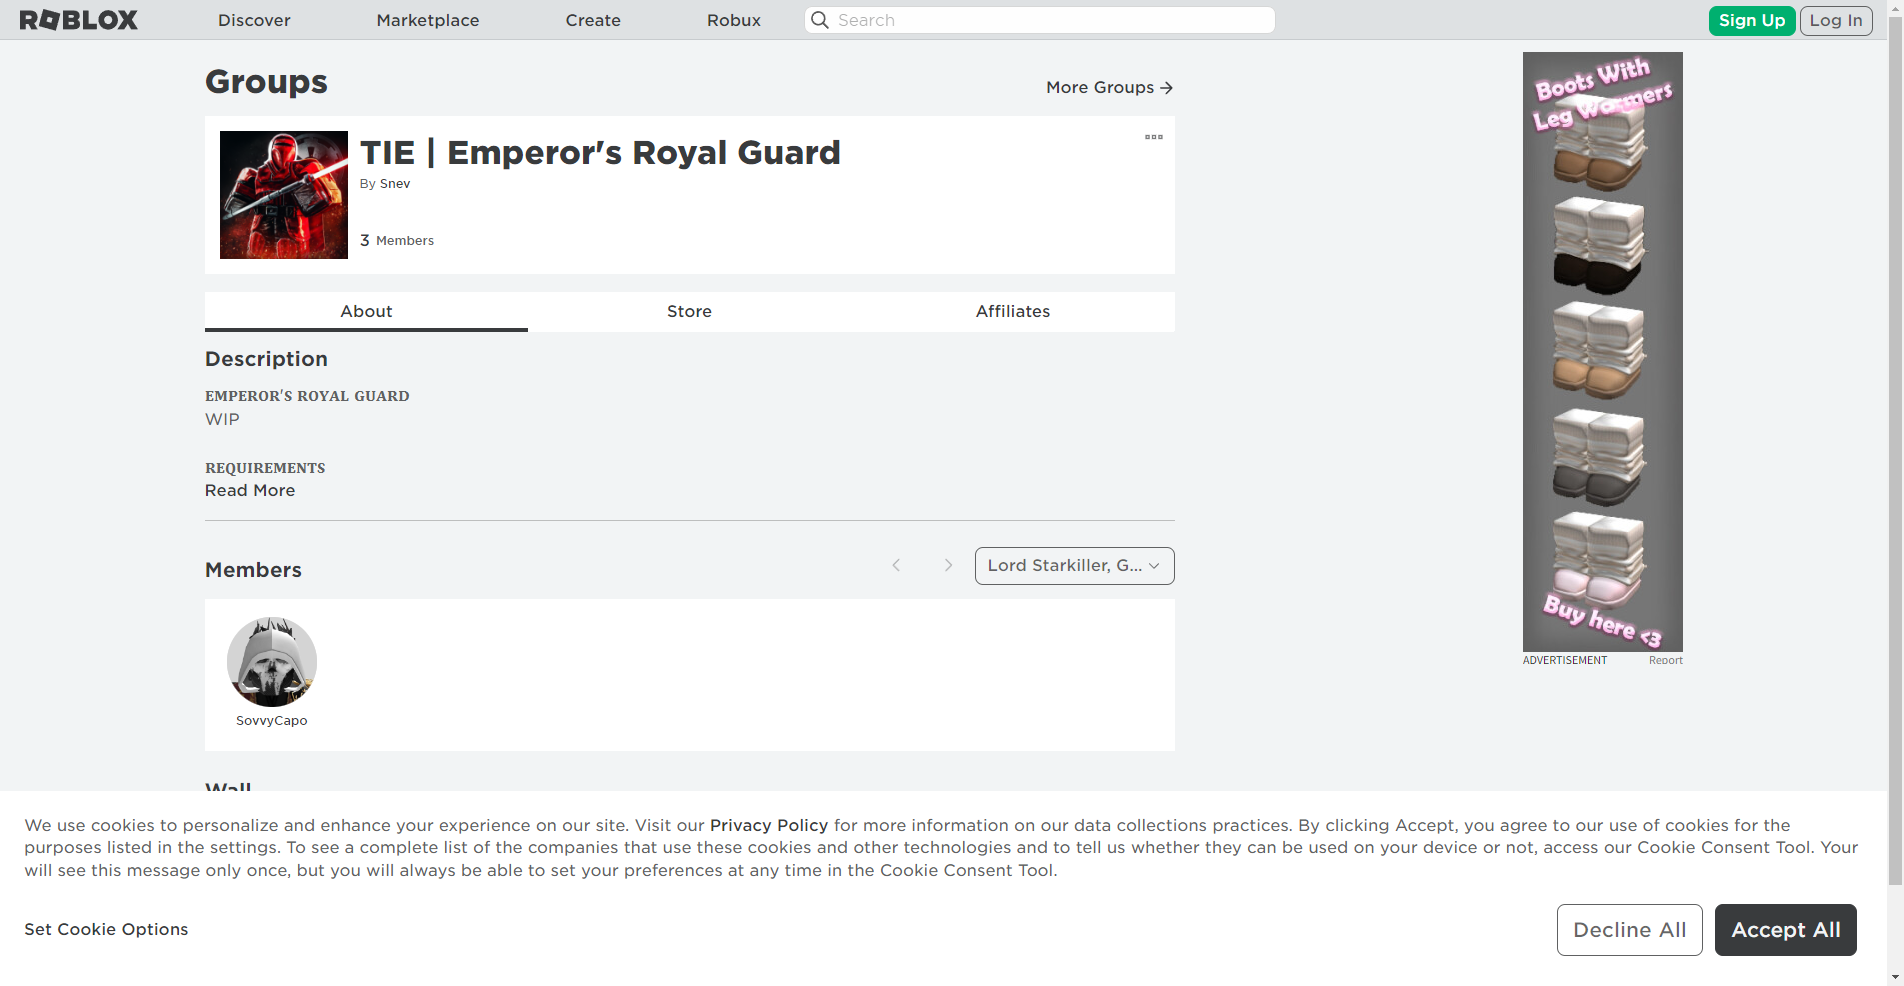 ROBLOX
Discover
Marketplace
Create
Robux
Search
Sign Up
Log In
Groups
More Groups →
TIE | Emperor's Royal Guard
By Snev
3 Members
About
Store
Affiliates
Description
EMPEROR'S ROYAL GUARD
WIP
REQUIREMENTS
Read More
Members
Lord Starkiller, G...
SovvyCapo
Wall
Boots With
Leg Warmers
Buy here <3
ADVERTISEMENT
Report
We use cookies to personalize and enhance your experience on our site. Visit our Privacy Policy for more information on our data collections practices. By clicking Accept, you agree to our use of cookies for the
purposes listed in the settings. To see a complete list of the companies that use these cookies and other technologies and to tell us whether they can be used on your device or not, access our Cookie Consent Tool. Your
will see this message only once, but you will always be able to set your preferences at any time in the Cookie Consent Tool.
Set Cookie Options
Decline All
Accept All